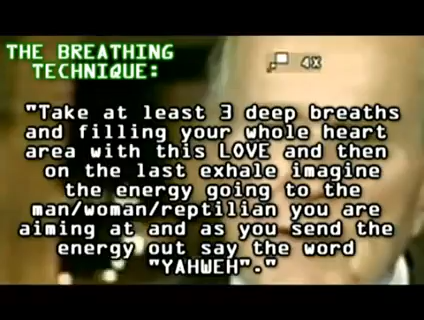 THE BREATHING
TECHNIQUE:
4X
"Take at least 3 deep breaths
and filling your whole heart
area with this LOVE and then
on the last exhale imagine
the energy going to the
man/woman/reptilian you are
aiming at and as you send the
energy out say the word
"YAHWEH"."